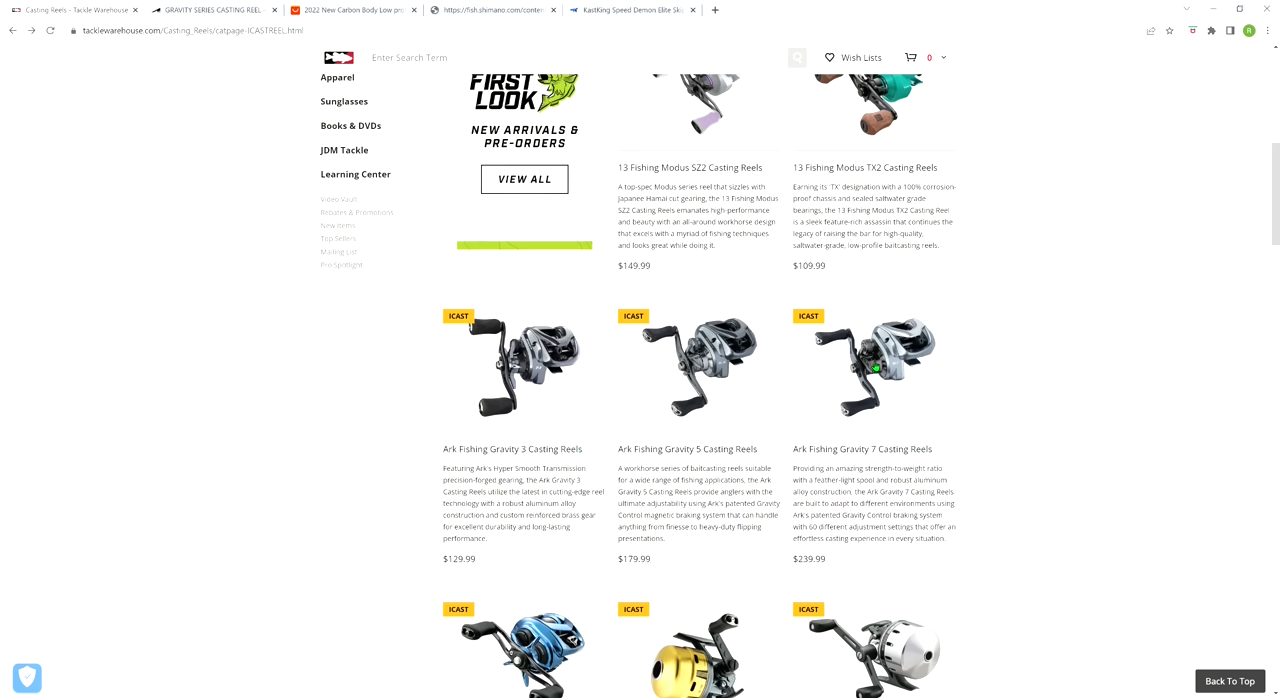 Casting Reels - Tackle Warehouse
GRAVITY SERIES CASTING REEL -
2022 New Carbon Body Low pro
https://fish.shimano.com/conten
KastKing Speed Demon Elite Ska
tacklewarehouse.com/Casting_Reels/catpage-ICASTREEL.html
R
Enter Search Term
Wish Lists
0
Apparel
Sunglasses
Books & DVDs
JDM Tackle
Learning Center
Video Vault
Rebates & Promotions
New Items
Top Sellers
Mailing List
Pro Spotlight
FIRST
LOOK
NEW ARRIVALS &
PRE-ORDERS
VIEW ALL
13 Fishing Modus SZ2 Casting Reels
A top-spec Modus series reel that sizzles with
Japanee Hamai cut gearing, the 13 Fishing Modus
SZ2 Casting Reels emanates high-performance
and beauty with an all-around workhorse design
that excels with a myriad of fishing techniques
and looks great while doing it.
$149.99
13 Fishing Modus TX2 Casting Reels
Earning its 'TX' designation with a 100% corrosion-
proof chassis and sealed saltwater grade
bearings, the 13 Fishing Modus TX2 Casting Reel
is a sleek feature-rich assassin that continues the
legacy of raising the bar for high-quality,
saltwater-grade, low-profile baitcasting reels.
$109.99
ICAST
Ark Fishing Gravity 3 Casting Reels
Featuring Ark's Hyper Smooth Transmission
precision-forged gearing, the Ark Gravity 3
Casting Reels utilize the latest in cutting-edge reel
technology with a robust aluminum alloy
construction and custom reinforced brass gear
for excellent durability and long-lasting
performance.
$129.99
ICAST
Ark Fishing Gravity 5 Casting Reels
A workhorse series of baitcasting reels suitable
for a wide range of fishing applications, the Ark
Gravity 5 Casting Reels provide anglers with the
ultimate adjustability using Ark's patented Gravity
Control magnetic braking system that can handle
anything from finesse to heavy-duty flipping
presentations.
$179.99
ICAST
Ark Fishing Gravity 7 Casting Reels
Providing an amazing strength-to-weight ratio
with a feather-light spool and robust aluminum
alloy construction, the Ark Gravity 7 Casting Reels
are built to adapt to different environments using
Ark's patented Gravity Control braking system
with 60 different adjustment settings that offer an
effortless casting experience in every situation.
$239.99
ICAST
ICAST
ICAST
Back To Top